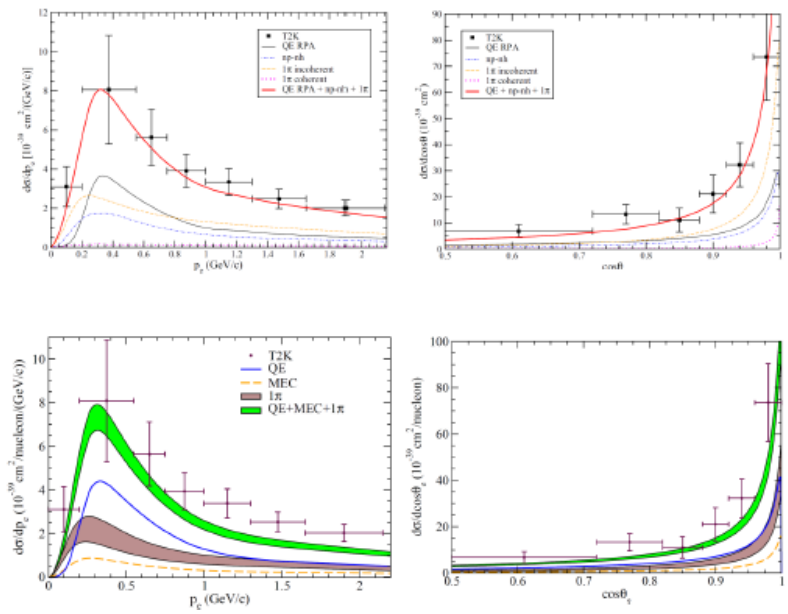 T2K
QE RPA
np-nh
1π incoherent
1π coherent
QE RPA + np-nh + 1π
dσ/dp_e [10^-39 cm^2/(GeV/c)]
12
10
8
6
4
2
0
0 0.2 0.4 0.6 0.8 1 1.2 1.4 1.6 1.8 2
p_e (GeV/c)
T2K
QE RPA
np-nh
1π incoherent
1π coherent
QE + np-nh + 1π
90
80
70
60
50
40
30
20
10
0
0.5 0.6 0.7 0.8 0.9 1
cosθ
T2K
QE
MEC
1π
QE+MEC+1π
dσ/dp_e (10^-39 cm^2/nucleon/(GeV/c))
10
8
6
4
2
0
0 0.5 1 1.5 2
p_e (GeV/c)
dσ/dcosθ_e (10^-39 cm^2/nucleon)
100
80
60
40
20
0
0.5 0.6 0.7 0.8 0.9 1
cosθ_e